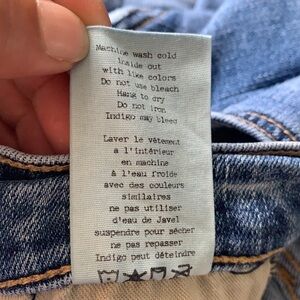 Machine wash cold
inside out
with like colors
Do not use bleach
Hang to dry
Do not iron
Indigo may bleed
Laver le vêtement
a l'intérieur
en machine
à l'eau froide
avec des couleurs
similaires
ne pas utiliser
d'eau de Javel
suspendre pour sécher
ne pas repasser
Indigo peut déteindre